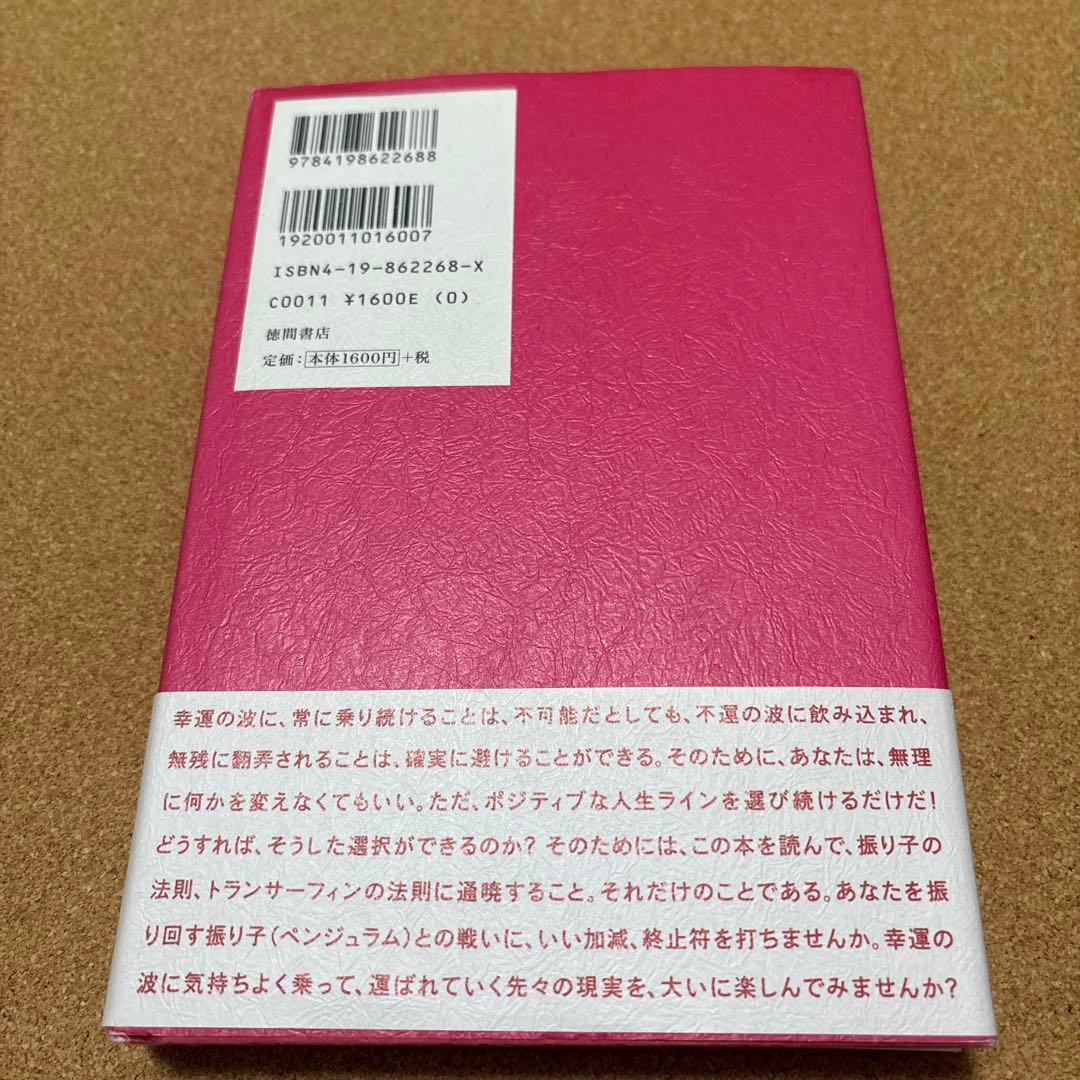 9784198622688
1920011016007
ISBN4-19-862268-X
C0011 ¥1600E (0)
徳間書店
定価：本体1600円+税
幸運の波に、常に乗り続けることは、不可能だとしても、不運の波に飲み込まれ、
無残に翻弄されることは、確実に避けることができる。そのために、あなたは、無理
に何かを変えなくてもいい。ただ、ポジティブな人生ラインを選び続けるだけだ！
どうすれば、そうした選択ができるのか？ そのためには、この本を読んで、振り子の
法則、トランサーフィンの法則に通暁すること。それだけのことである。あなたを振
り回す振り子（ペンジュラム）との戦いに、いい加減、終止符を打ちませんか。幸運の
波に気持ちよく乗って、運ばれていく先々の現実を、大いに楽しんでみませんか？